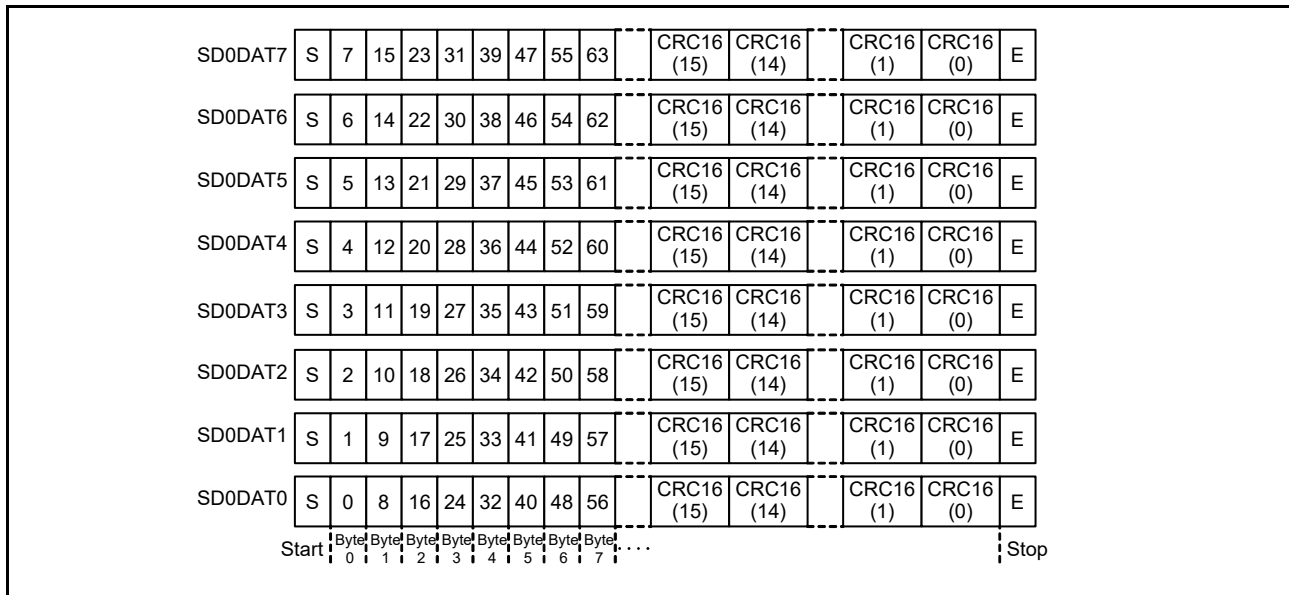 SD0DAT7 S 7 15 23 31 39 47 55 63 CRC16 (15) CRC16 (14) CRC16 (1) CRC16 (0) E
SD0DAT6 S 6 14 22 30 38 46 54 62 CRC16 (15) CRC16 (14) CRC16 (1) CRC16 (0) E
SD0DAT5 S 5 13 21 29 37 45 53 61 CRC16 (15) CRC16 (14) CRC16 (1) CRC16 (0) E
SD0DAT4 S 4 12 20 28 36 44 52 60 CRC16 (15) CRC16 (14) CRC16 (1) CRC16 (0) E
SD0DAT3 S 3 11 19 27 35 43 51 59 CRC16 (15) CRC16 (14) CRC16 (1) CRC16 (0) E
SD0DAT2 S 2 10 18 26 34 42 50 58 CRC16 (15) CRC16 (14) CRC16 (1) CRC16 (0) E
SD0DAT1 S 1 9 17 25 33 41 49 57 CRC16 (15) CRC16 (14) CRC16 (1) CRC16 (0) E
SD0DAT0 S 0 8 16 24 32 40 48 56 CRC16 (15) CRC16 (14) CRC16 (1) CRC16 (0) E
Start Byte 0 Byte 1 Byte 2 Byte 3 Byte 4 Byte 5 Byte 6 Byte 7 .... Stop